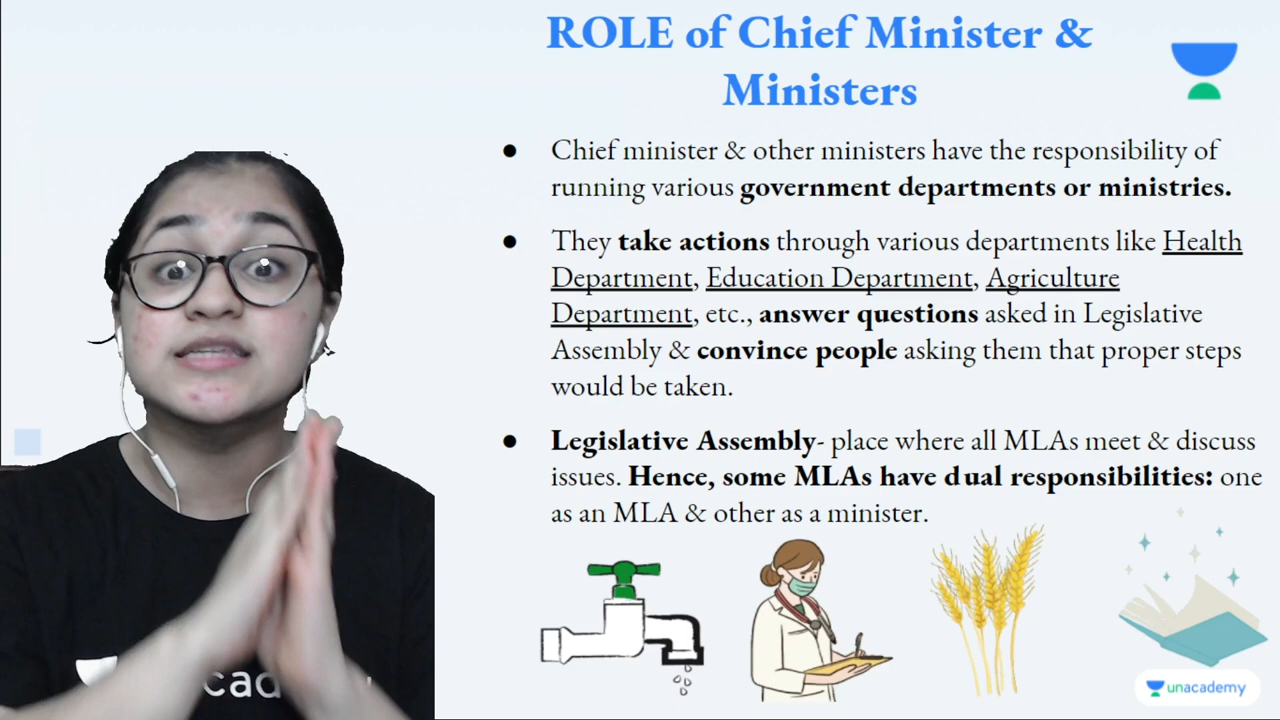 ROLE of Chief Minister &
Ministers
● Chief minister & other ministers have the responsibility of
running various government departments or ministries.
● They take actions through various departments like Health
Department, Education Department, Agriculture
Department, etc., answer questions asked in Legislative
Assembly & convince people asking them that proper steps
would be taken.
● Legislative Assembly- place where all MLAs meet & discuss
issues. Hence, some MLAs have dual responsibilities: one
as an MLA & other as a minister.
unacademy